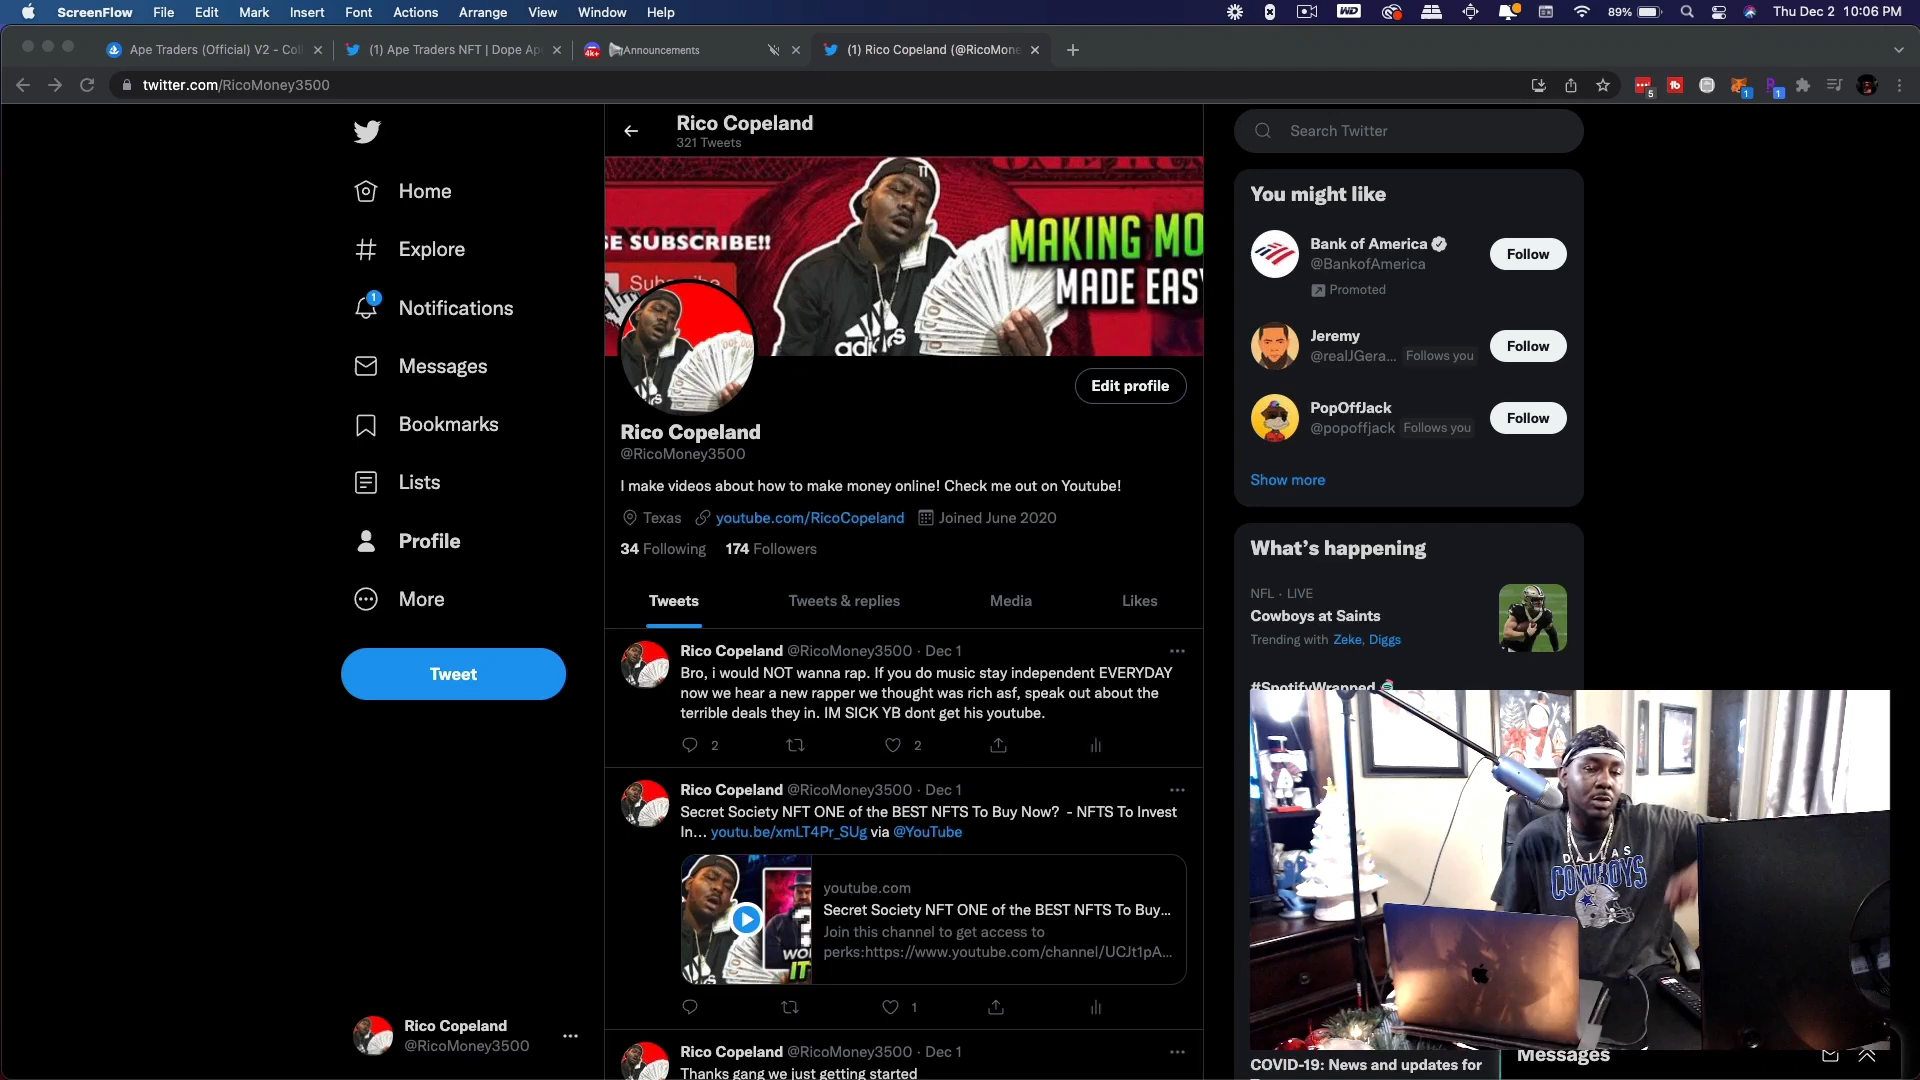 ScreenFlow File Edit Mark Insert Font Actions Arrange View Window Help
WD 89% Thu Dec 2 10:06 PM
Ape Traders (Official) V2 - Col
(1) Ape Traders NFT | Dope Ap
4k+ Announcements
(1) Rico Copeland (@RicoMone
twitter.com/RicoMoney3500
5
1
1
Rico Copeland
321 Tweets
Search Twitter
SE SUBSCRIBE!!
MAKING MO
MADE EASY
adidas
Home
Explore
1
Notifications
Messages
Bookmarks
Lists
Profile
More
Tweet
Edit profile
Rico Copeland
@RicoMoney3500
I make videos about how to make money online! Check me out on Youtube!
Texas youtube.com/RicoCopeland Joined June 2020
34 Following 174 Followers
Tweets Tweets & replies Media Likes
Rico Copeland @RicoMoney3500 · Dec 1
Bro, i would NOT wanna rap. If you do music stay independent EVERYDAY
now we hear a new rapper we thought was rich asf, speak out about the
terrible deals they in. IM SICK YB dont get his youtube.
2 2
Rico Copeland @RicoMoney3500 · Dec 1
Secret Society NFT ONE of the BEST NFTS To Buy Now? - NFTS To Invest
In... youtu.be/xmLT4Pr_SUg via @YouTube
youtube.com
Secret Society NFT ONE of the BEST NFTS To Buy...
Join this channel to get access to
perks:https://www.youtube.com/channel/UCJt1pA...
1
Rico Copeland @RicoMoney3500 · Dec 1
Thanks gang we just getting started
Rico Copeland
@RicoMoney3500
You might like
Bank of America
@BankofAmerica
Promoted
Follow
Jeremy
@realJGera... Follows you
Follow
PopOffJack
@popoffjack Follows you
Follow
Show more
What's happening
NFL · LIVE
Cowboys at Saints
Trending with Zeke, Diggs
#SpotifyWrapped
DALLAS
COWBOYS
COVID-19: News and updates for
Messages